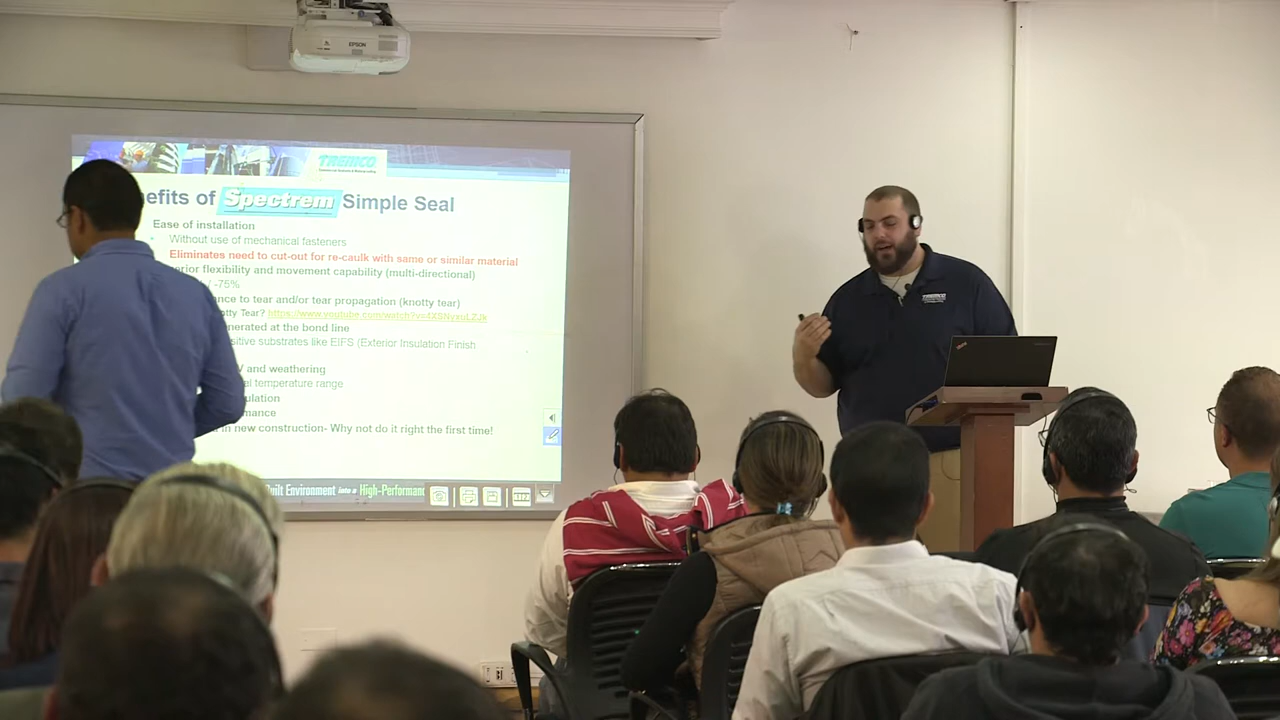 EPSON
TREMCO
efits of Spectrem Simple Seal
Ease of installation
Without use of mechanical fasteners
Eliminates need to cut-out for re-caulk with same or similar material
erior flexibility and movement capability (multi-directional)
/ -75%
ance to tear and/or tear propagation (knotty tear)
otty Tear? https://www.youtube.com/watch?v=
enerated at the bond line
sitive substrates like EIFS (Exterior Insulation Finish
V and weathering
al temperature range
ulation
mance
in new construction- Why not do it right the first time!
uilt Environment into a High-Performanc
TREMCO